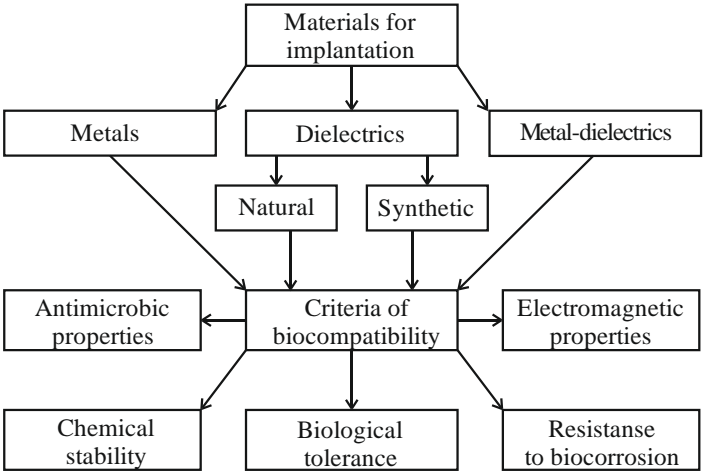 Materials for
implantation
Metals
Dielectrics
Metal-dielectrics
Natural
Synthetic
Antimicrobic
properties
Criteria of
biocompatibility
Electromagnetic
properties
Chemical
stability
Biological
tolerance
Resistanse
to biocorrosion